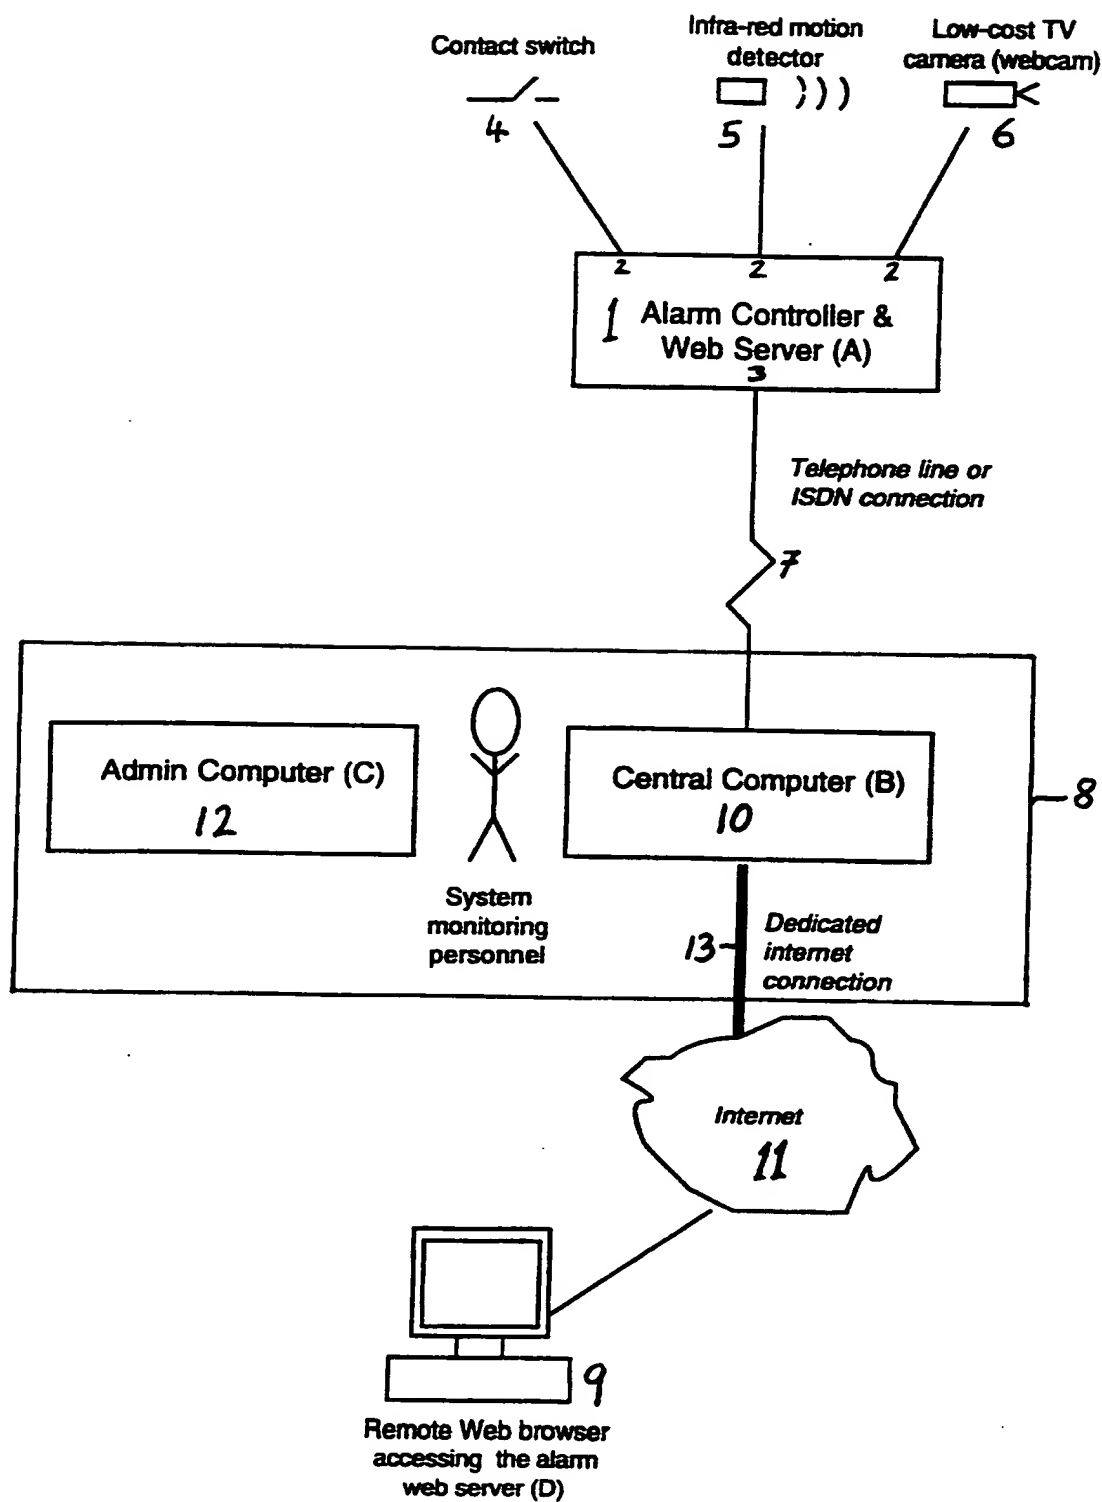 Contact switch
4
Infra-red motion
detector
5
Low-cost TV
camera (webcam)
6
2
2
2
1
Alarm Controller &
Web Server (A)
3
Telephone line or
ISDN connection
7
8
Admin Computer (C)
12
System
monitoring
personnel
Central Computer (B)
10
13
Dedicated
internet
connection
Internet
11
9
Remote Web browser
accessing the alarm
web server (D)